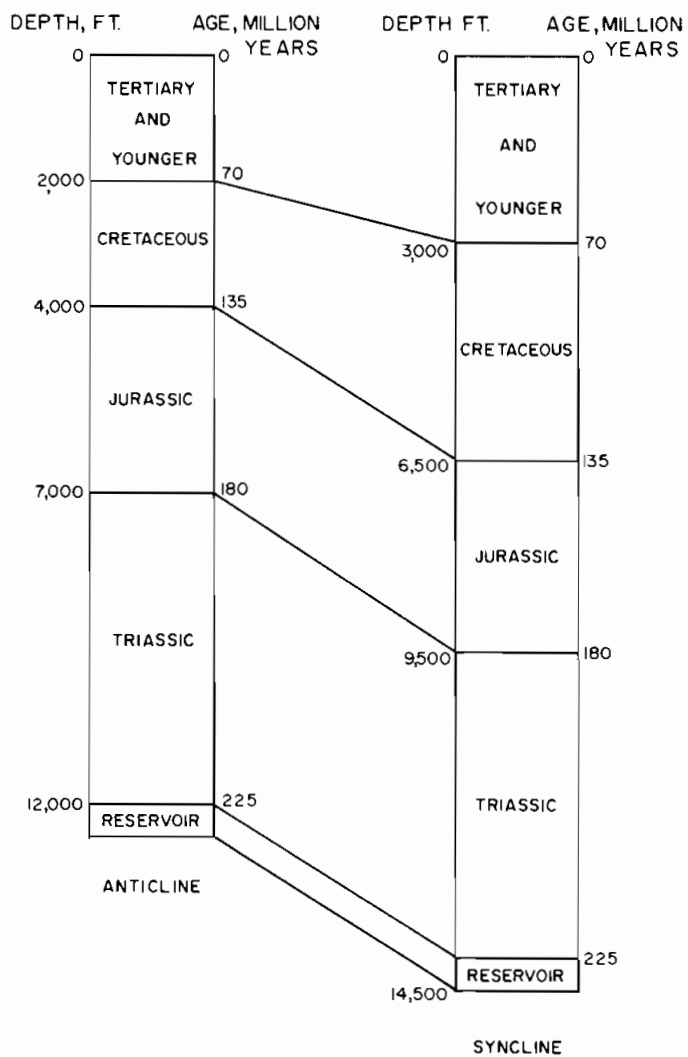 DEPTH, FT.
AGE, MILLION
YEARS
0
0
TERTIARY
AND
YOUNGER
2,000
70
CRETACEOUS
4,000
135
JURASSIC
7,000
180
TRIASSIC
12,000
225
RESERVOIR
ANTICLINE
DEPTH FT.
AGE, MILLION
YEARS
0
0
TERTIARY
AND
YOUNGER
3,000
70
CRETACEOUS
6,500
135
JURASSIC
9,500
180
TRIASSIC
225
RESERVOIR
14,500
SYNCLINE